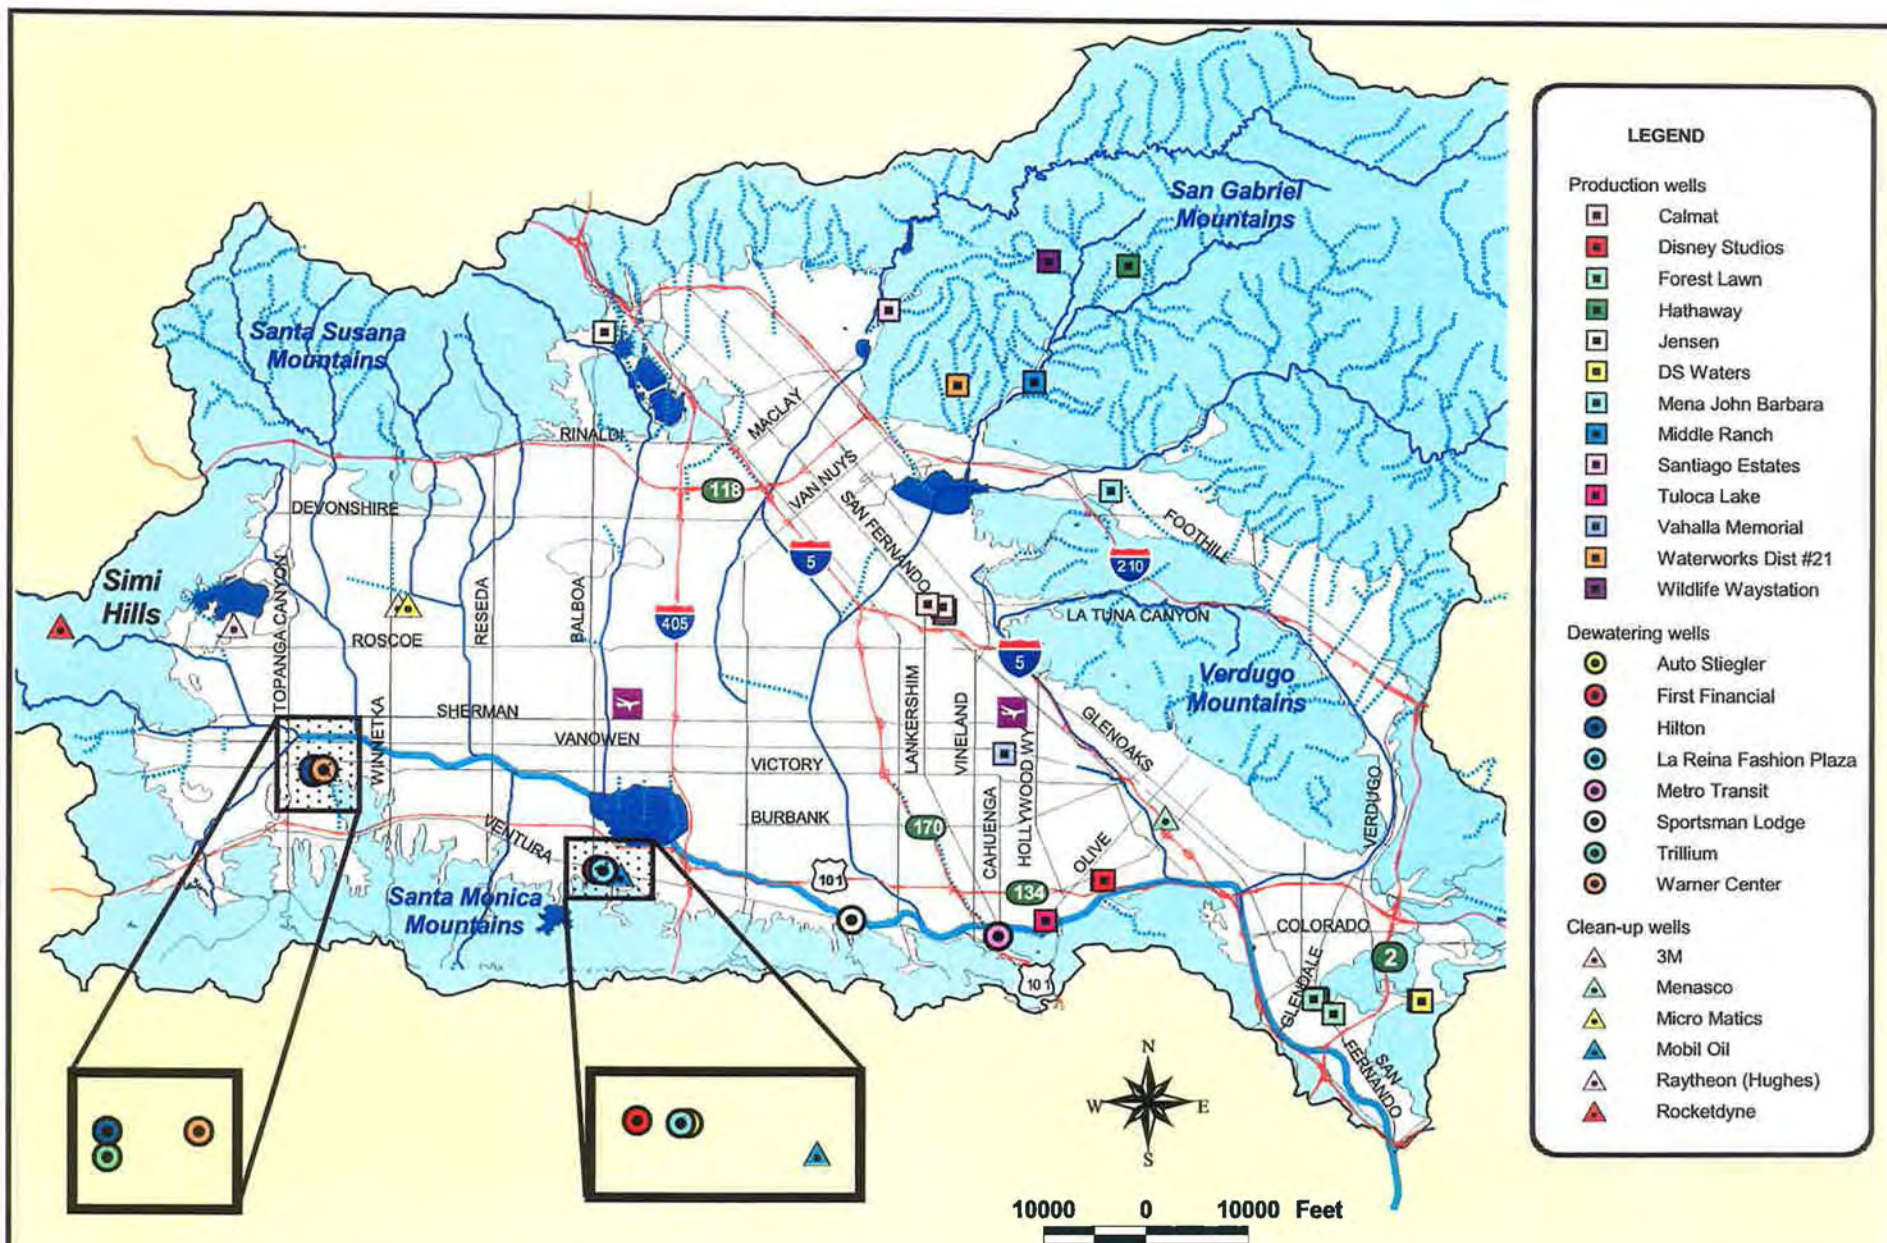 San Gabriel
Mountains
Santa Susana
Mountains
MACLAY
RINALDI
VAN NUYS
118
DEVONSHIRE
SAN FERNANDO
FOOTHILL
5
210
Simi
Hills
TOPANGA CANYON
RESEDA
BALBOA
405
ROSCOE
LA TUNA CANYON
5
Verdugo
Mountains
WINNETKA
SHERMAN
VANOWEN
VICTORY
BURBANK
LANKERSHIM
VINELAND
HOLLYWOOD WY
GLENOAKS
CAHUENGA
VERDUGO
VENTURA
170
101
134
OLIVE
Santa Monica
Mountains
COLORADO
2
101
GLENDALE
SAN
FERNANDO
N
W E
S
10000 0 10000 Feet
LEGEND
Production wells
Calmat
Disney Studios
Forest Lawn
Hathaway
Jensen
DS Waters
Mena John Barbara
Middle Ranch
Santiago Estates
Tuloca Lake
Vahalla Memorial
Waterworks Dist #21
Wildlife Waystation
Dewatering wells
Auto Stiegler
First Financial
Hilton
La Reina Fashion Plaza
Metro Transit
Sportsman Lodge
Trillium
Warner Center
Clean-up wells
3M
Menasco
Micro Matics
Mobil Oil
Raytheon (Hughes)
Rocketdyne